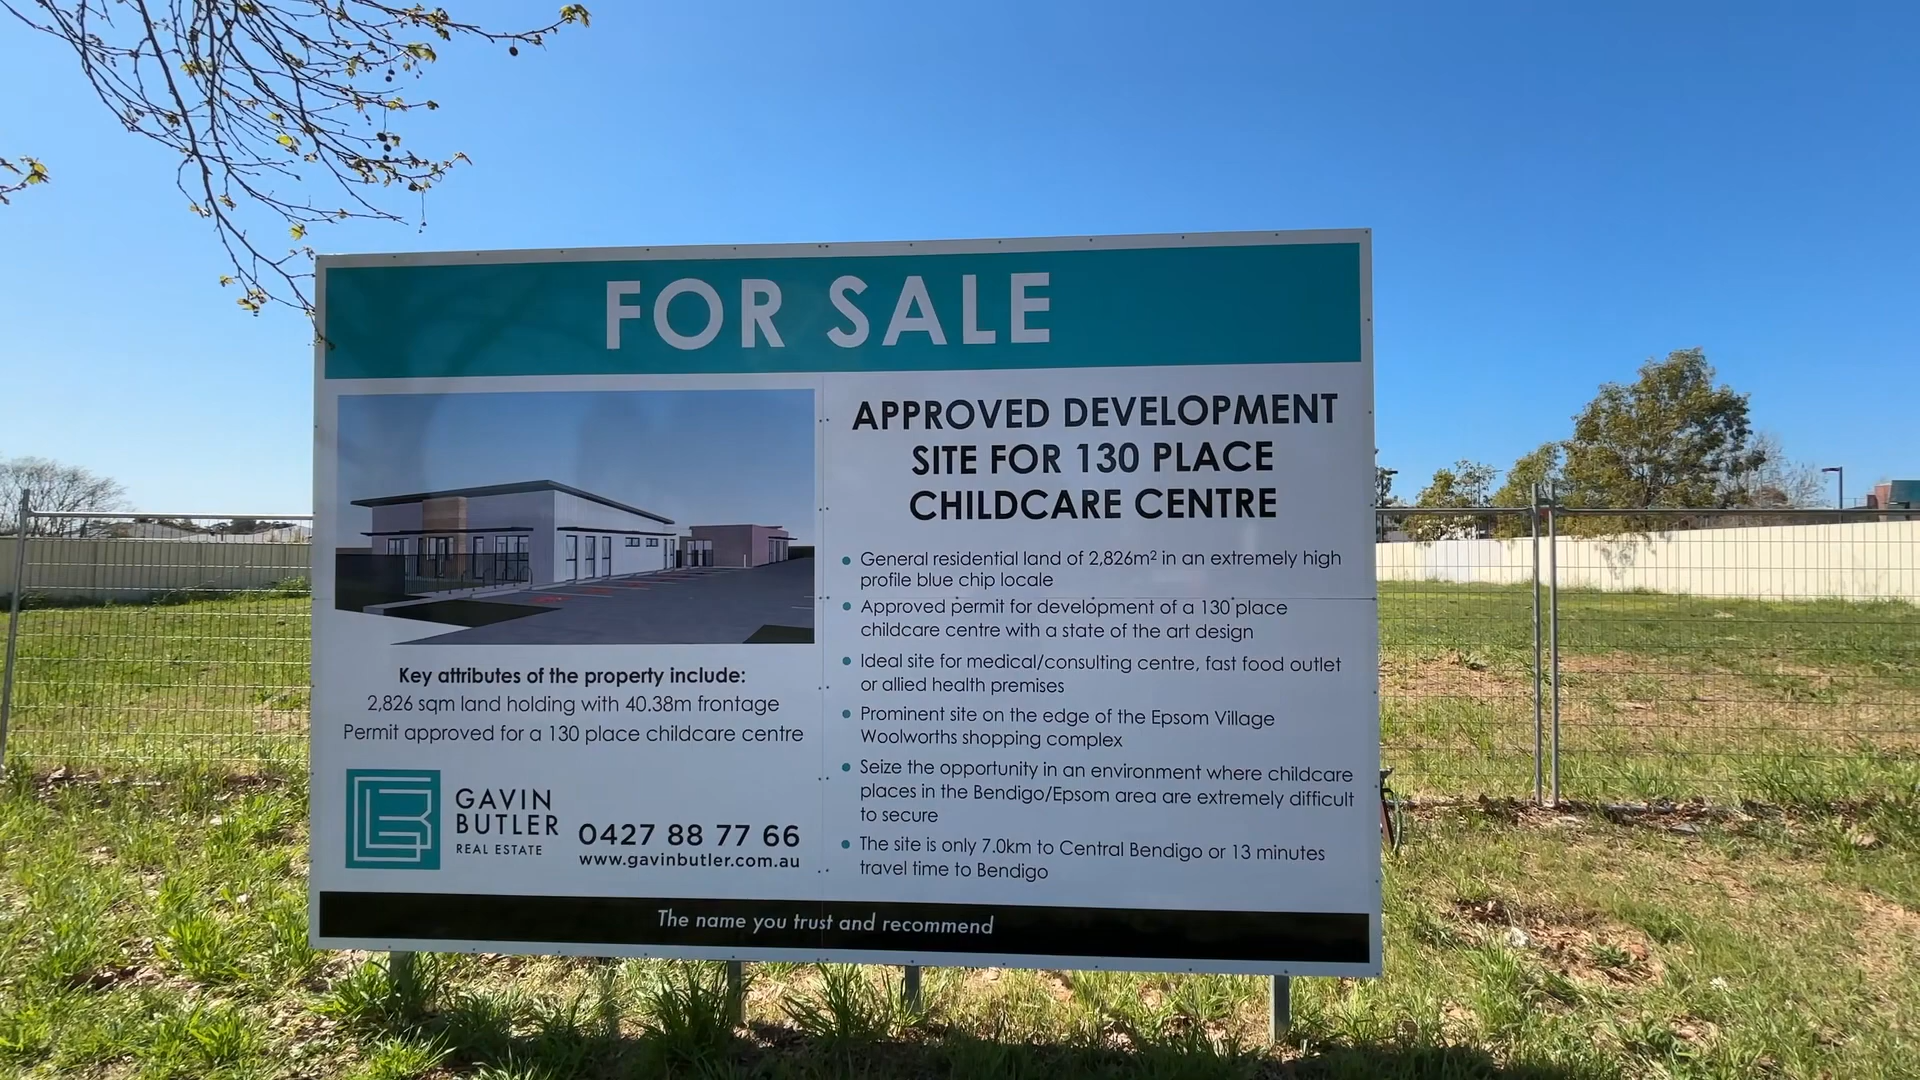 FOR SALE
Key attributes of the property include:
2,826 sqm land holding with 40.38m frontage
Permit approved for a 130 place childcare centre
GAVIN
BUTLER
REAL ESTATE
0427 88 77 66
www.gavinbutler.com.au
APPROVED DEVELOPMENT
SITE FOR 130 PLACE
CHILDCARE CENTRE
• General residential land of 2,826m² in an extremely high
profile blue chip locale
• Approved permit for development of a 130 place
childcare centre with a state of the art design
• Ideal site for medical/consulting centre, fast food outlet
or allied health premises
• Prominent site on the edge of the Epsom Village
Woolworths shopping complex
• Seize the opportunity in an environment where childcare
places in the Bendigo/Epsom area are extremely difficult
to secure
• The site is only 7.0km to Central Bendigo or 13 minutes
travel time to Bendigo
The name you trust and recommend